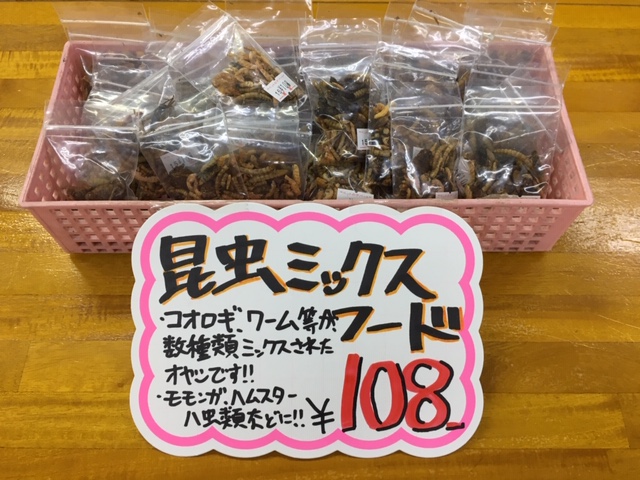 昆虫ミックス
フード
・コオロギ、ワーム等が
数種類ミックスされた
オヤツです!!
・モモンガ、ハムスター
ハ虫類などに!!
¥108-